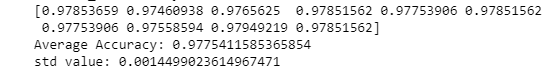 [0.97853659 0.97460938 0.9765625  0.97851562 0.97753906 0.97851562
 0.97753906 0.97558594 0.97949219 0.97851562]
Average Accuracy: 0.9775411585365854
std value: 0.0014499023614967471